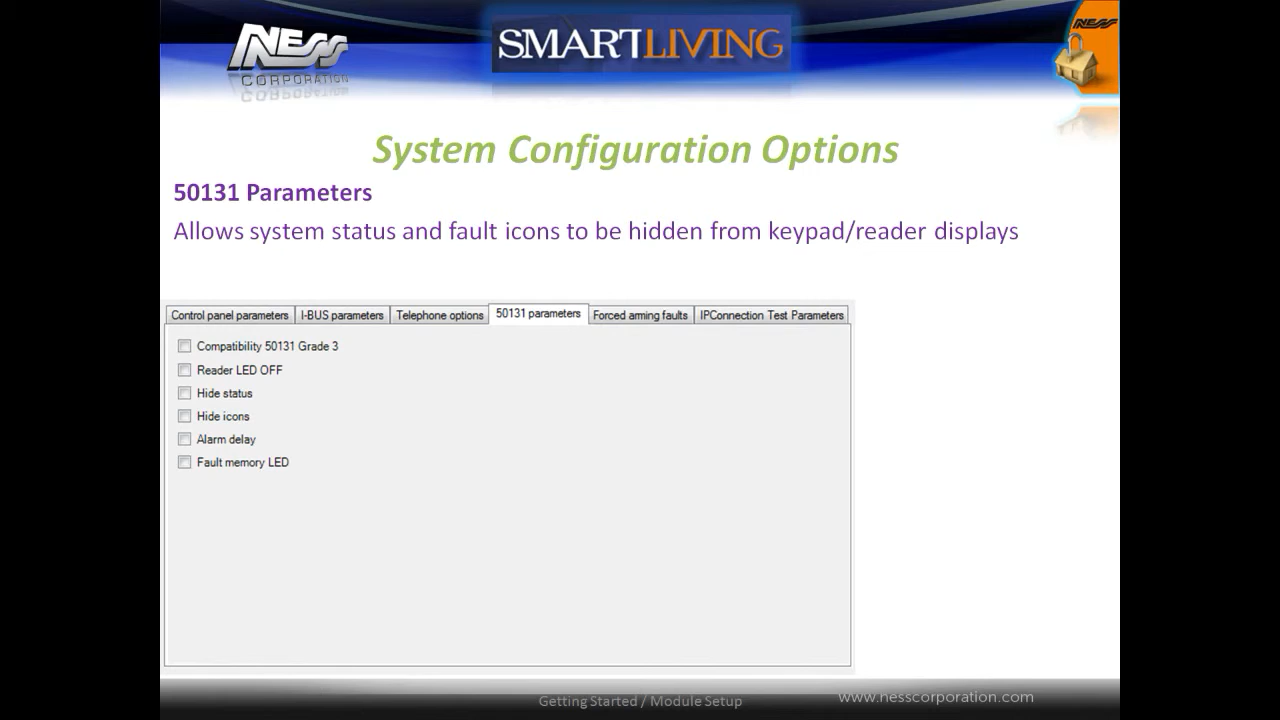 NESS
CORPORATION
SMARTLIVING
NESS
System Configuration Options
50131 Parameters
Allows system status and fault icons to be hidden from keypad/reader displays
Control panel parameters I-BUS parameters Telephone options 50131 parameters Forced arming faults IPConnection Test Parameters
Compatibility 50131 Grade 3
Reader LED OFF
Hide status
Hide icons
Alarm delay
Fault memory LED
Getting Started / Module Setup www.nesscorporation.com